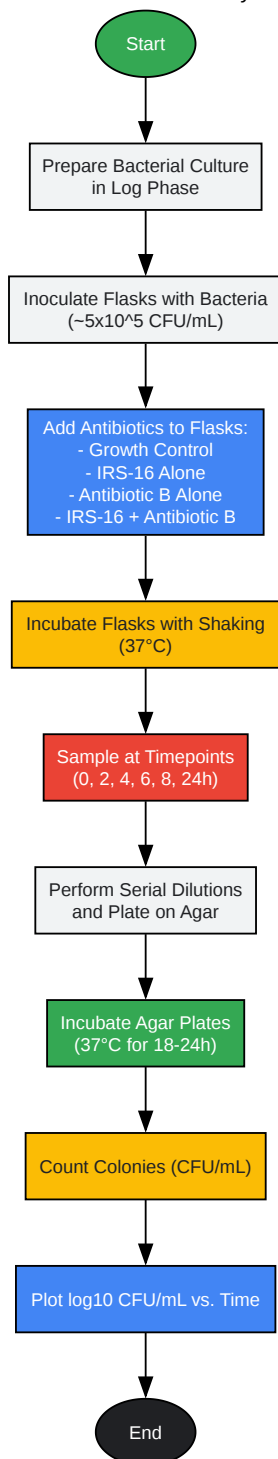 Start
Prepare Bacterial Culture
in Log Phase
Inoculate Flasks with Bacteria
(~5x10^5 CFU/mL)
Add Antibiotics to Flasks:
- Growth Control
- IRS-16 Alone
- Antibiotic B Alone
- IRS-16 + Antibiotic B
Incubate Flasks with Shaking
(37°C)
Sample at Timepoints
(0, 2, 4, 6, 8, 24h)
Perform Serial Dilutions
and Plate on Agar
Incubate Agar Plates
(37°C for 18-24h)
Count Colonies (CFU/mL)
Plot log10 CFU/mL vs. Time
End